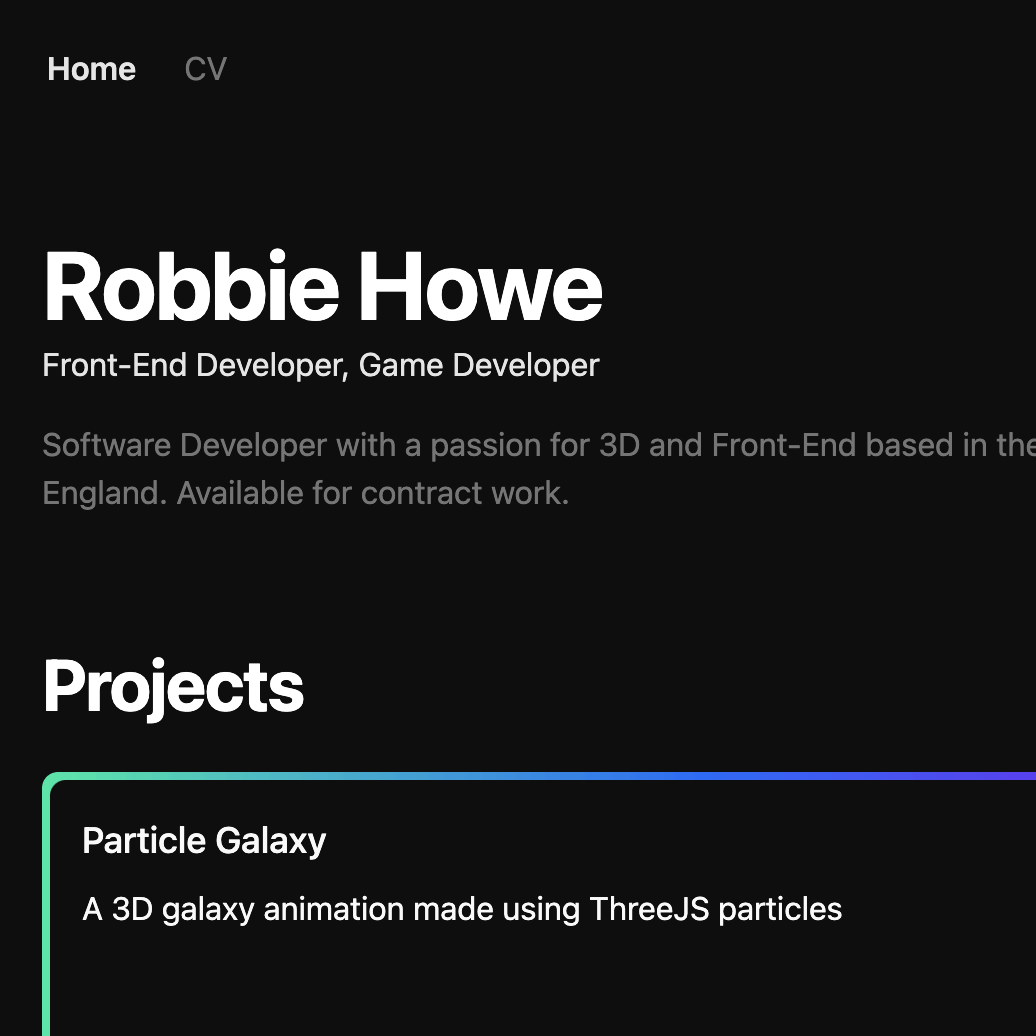 Home CV
Robbie Howe
Front-End Developer, Game Developer
Software Developer with a passion for 3D and Front-End based in the
England. Available for contract work.
Projects
Particle Galaxy
A 3D galaxy animation made using ThreeJS particles